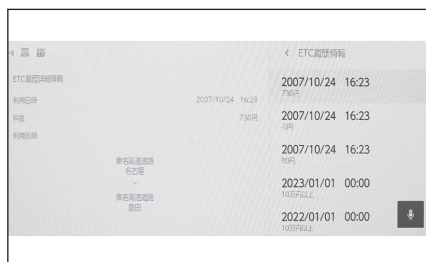 ETC履歴詳細情報
利用日時 2007/10/24 16:23
料金 730円
利用区間
東名高速道路
名古屋
~
東名高速道路
豊田
< ETC履歴情報
2007/10/24 16:23
730円
2007/10/24 16:23
-5円
2007/10/24 16:23
90円
2023/01/01 00:00
10万円以上
2022/01/01 00:00
10万円以上